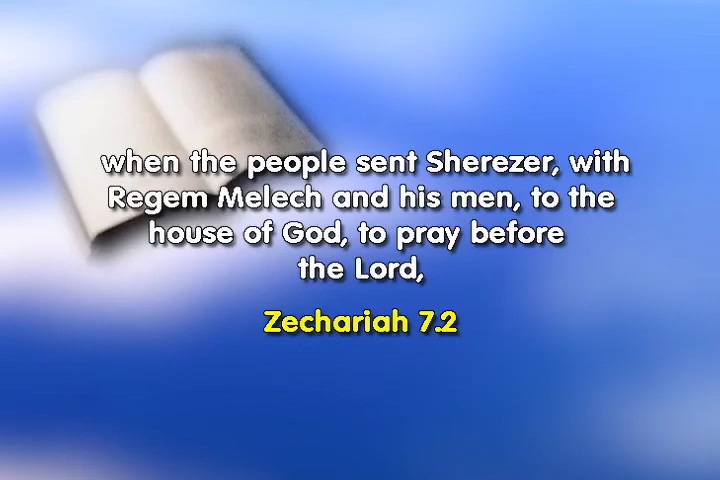 when the people sent Sherezer, with
Regem Melech and his men, to the
house of God, to pray before
the Lord,
Zechariah 7.2